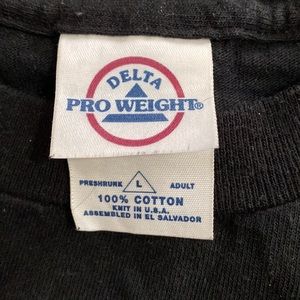 DELTA
PRO WEIGHT®
PRESHRUNK L ADULT
100% COTTON
KNIT IN U.S.A.
ASSEMBLED IN EL SALVADOR